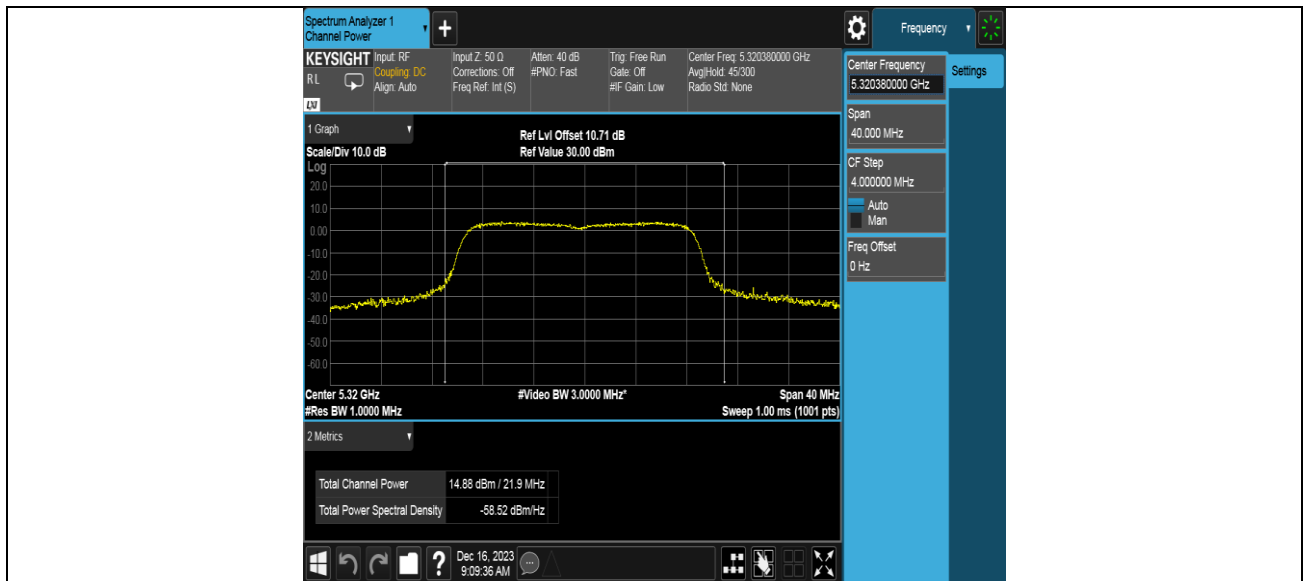 Spectrum Analyzer 1
Channel Power
+
Frequency
KEYSIGHT
R L
LXI
Input: RF
Coupling: DC
Align: Auto
Input Z: 50 Ω
Corrections: Off
Freq Ref: Int (S)
Atten: 40 dB
#PNO: Fast
Trig: Free Run
Gate: Off
#IF Gain: Low
Center Freq: 5.320380000 GHz
Avg|Hold: 45/300
Radio Std: None
Center Frequency
5.320380000 GHz
Settings
Span
40.000 MHz
CF Step
4.000000 MHz
Auto
Man
Freq Offset
0 Hz
1 Graph
Scale/Div 10.0 dB
Ref Lvl Offset 10.71 dB
Ref Value 30.00 dBm
Log
20.0
10.0
0.00
-10.0
-20.0
-30.0
-40.0
-50.0
-60.0
Center 5.32 GHz
#Video BW 3.0000 MHz*
Span 40 MHz
#Res BW 1.0000 MHz
Sweep 1.00 ms (1001 pts)
2 Metrics
Total Channel Power 14.88 dBm / 21.9 MHz
Total Power Spectral Density -58.52 dBm/Hz
?
Dec 16, 2023
9:09:36 AM